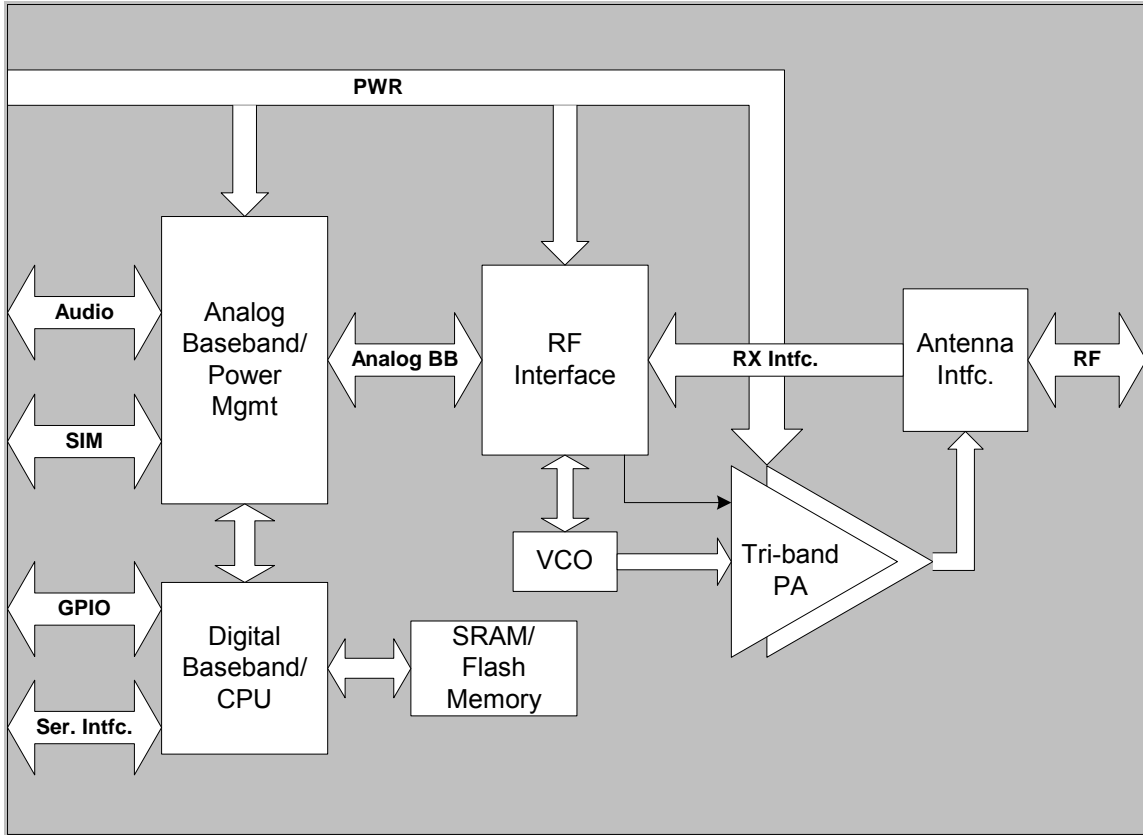 PWR
Audio
Analog
Baseband/
Power
Mgmt
Analog BB
RF
Interface
RX Intfc.
Antenna
Intfc.
RF
SIM
VCO
Tri-band
PA
GPIO
Digital
Baseband/
CPU
SRAM/
Flash
Memory
Ser. Intfc.